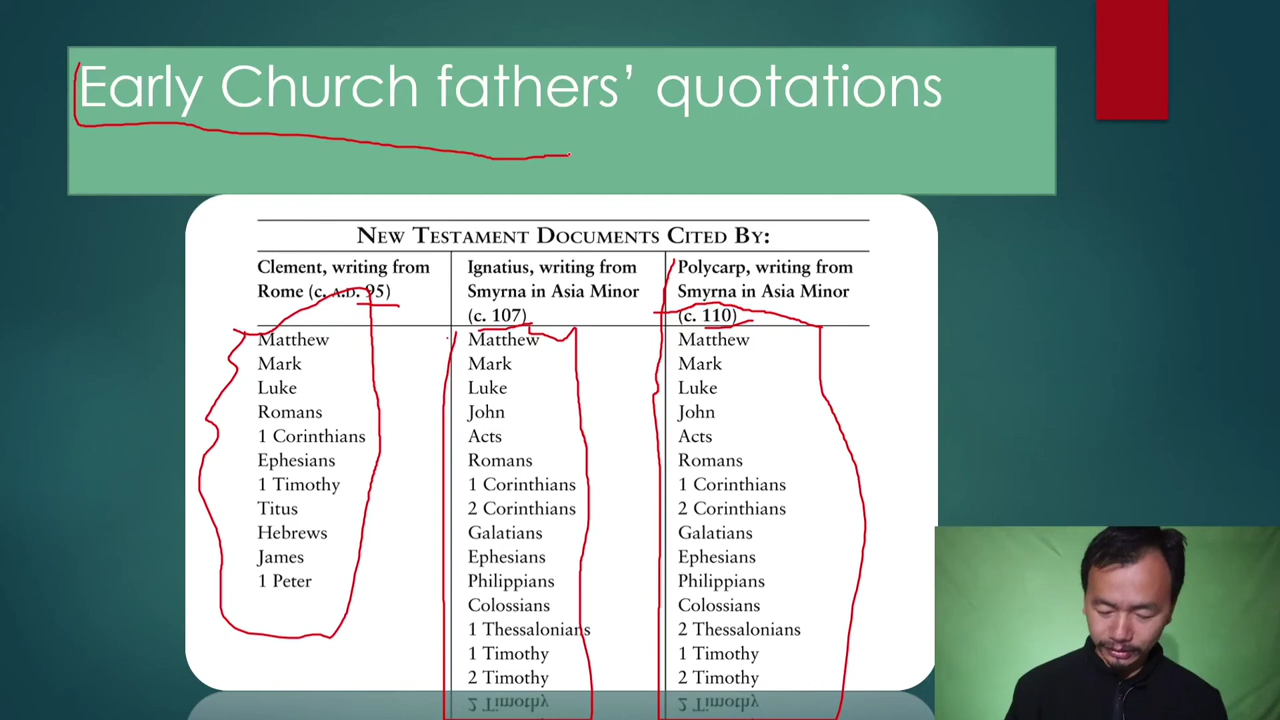 Early Church fathers’ quotations
NEW TESTAMENT DOCUMENTS CITED BY:
Clement, writing from
Rome (c. A.D. 95)
Matthew
Mark
Luke
Romans
1 Corinthians
Ephesians
1 Timothy
Titus
Hebrews
James
1 Peter
Ignatius, writing from
Smyrna in Asia Minor
(c. 107)
Matthew
Mark
Luke
John
Acts
Romans
1 Corinthians
2 Corinthians
Galatians
Ephesians
Philippians
Colossians
1 Thessalonians
1 Timothy
2 Timothy
Polycarp, writing from
Smyrna in Asia Minor
(c. 110)
Matthew
Mark
Luke
John
Acts
Romans
1 Corinthians
2 Corinthians
Galatians
Ephesians
Philippians
Colossians
2 Thessalonians
1 Timothy
2 Timothy